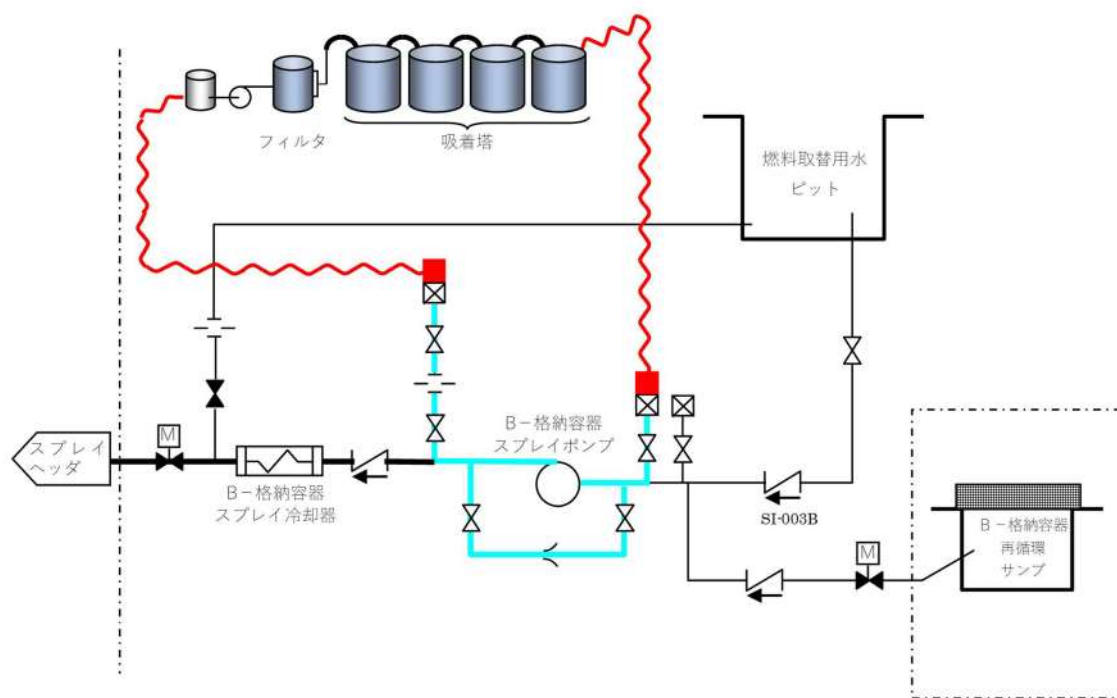 フィルタ
吸着塔
燃料取替用水
ピット
B-格納容器
スプレイポンプ
M
スプレイ
ヘッダ
B-格納容器
スプレイ冷却器
SI-003B
M
B-格納容器
再循環
サンプ